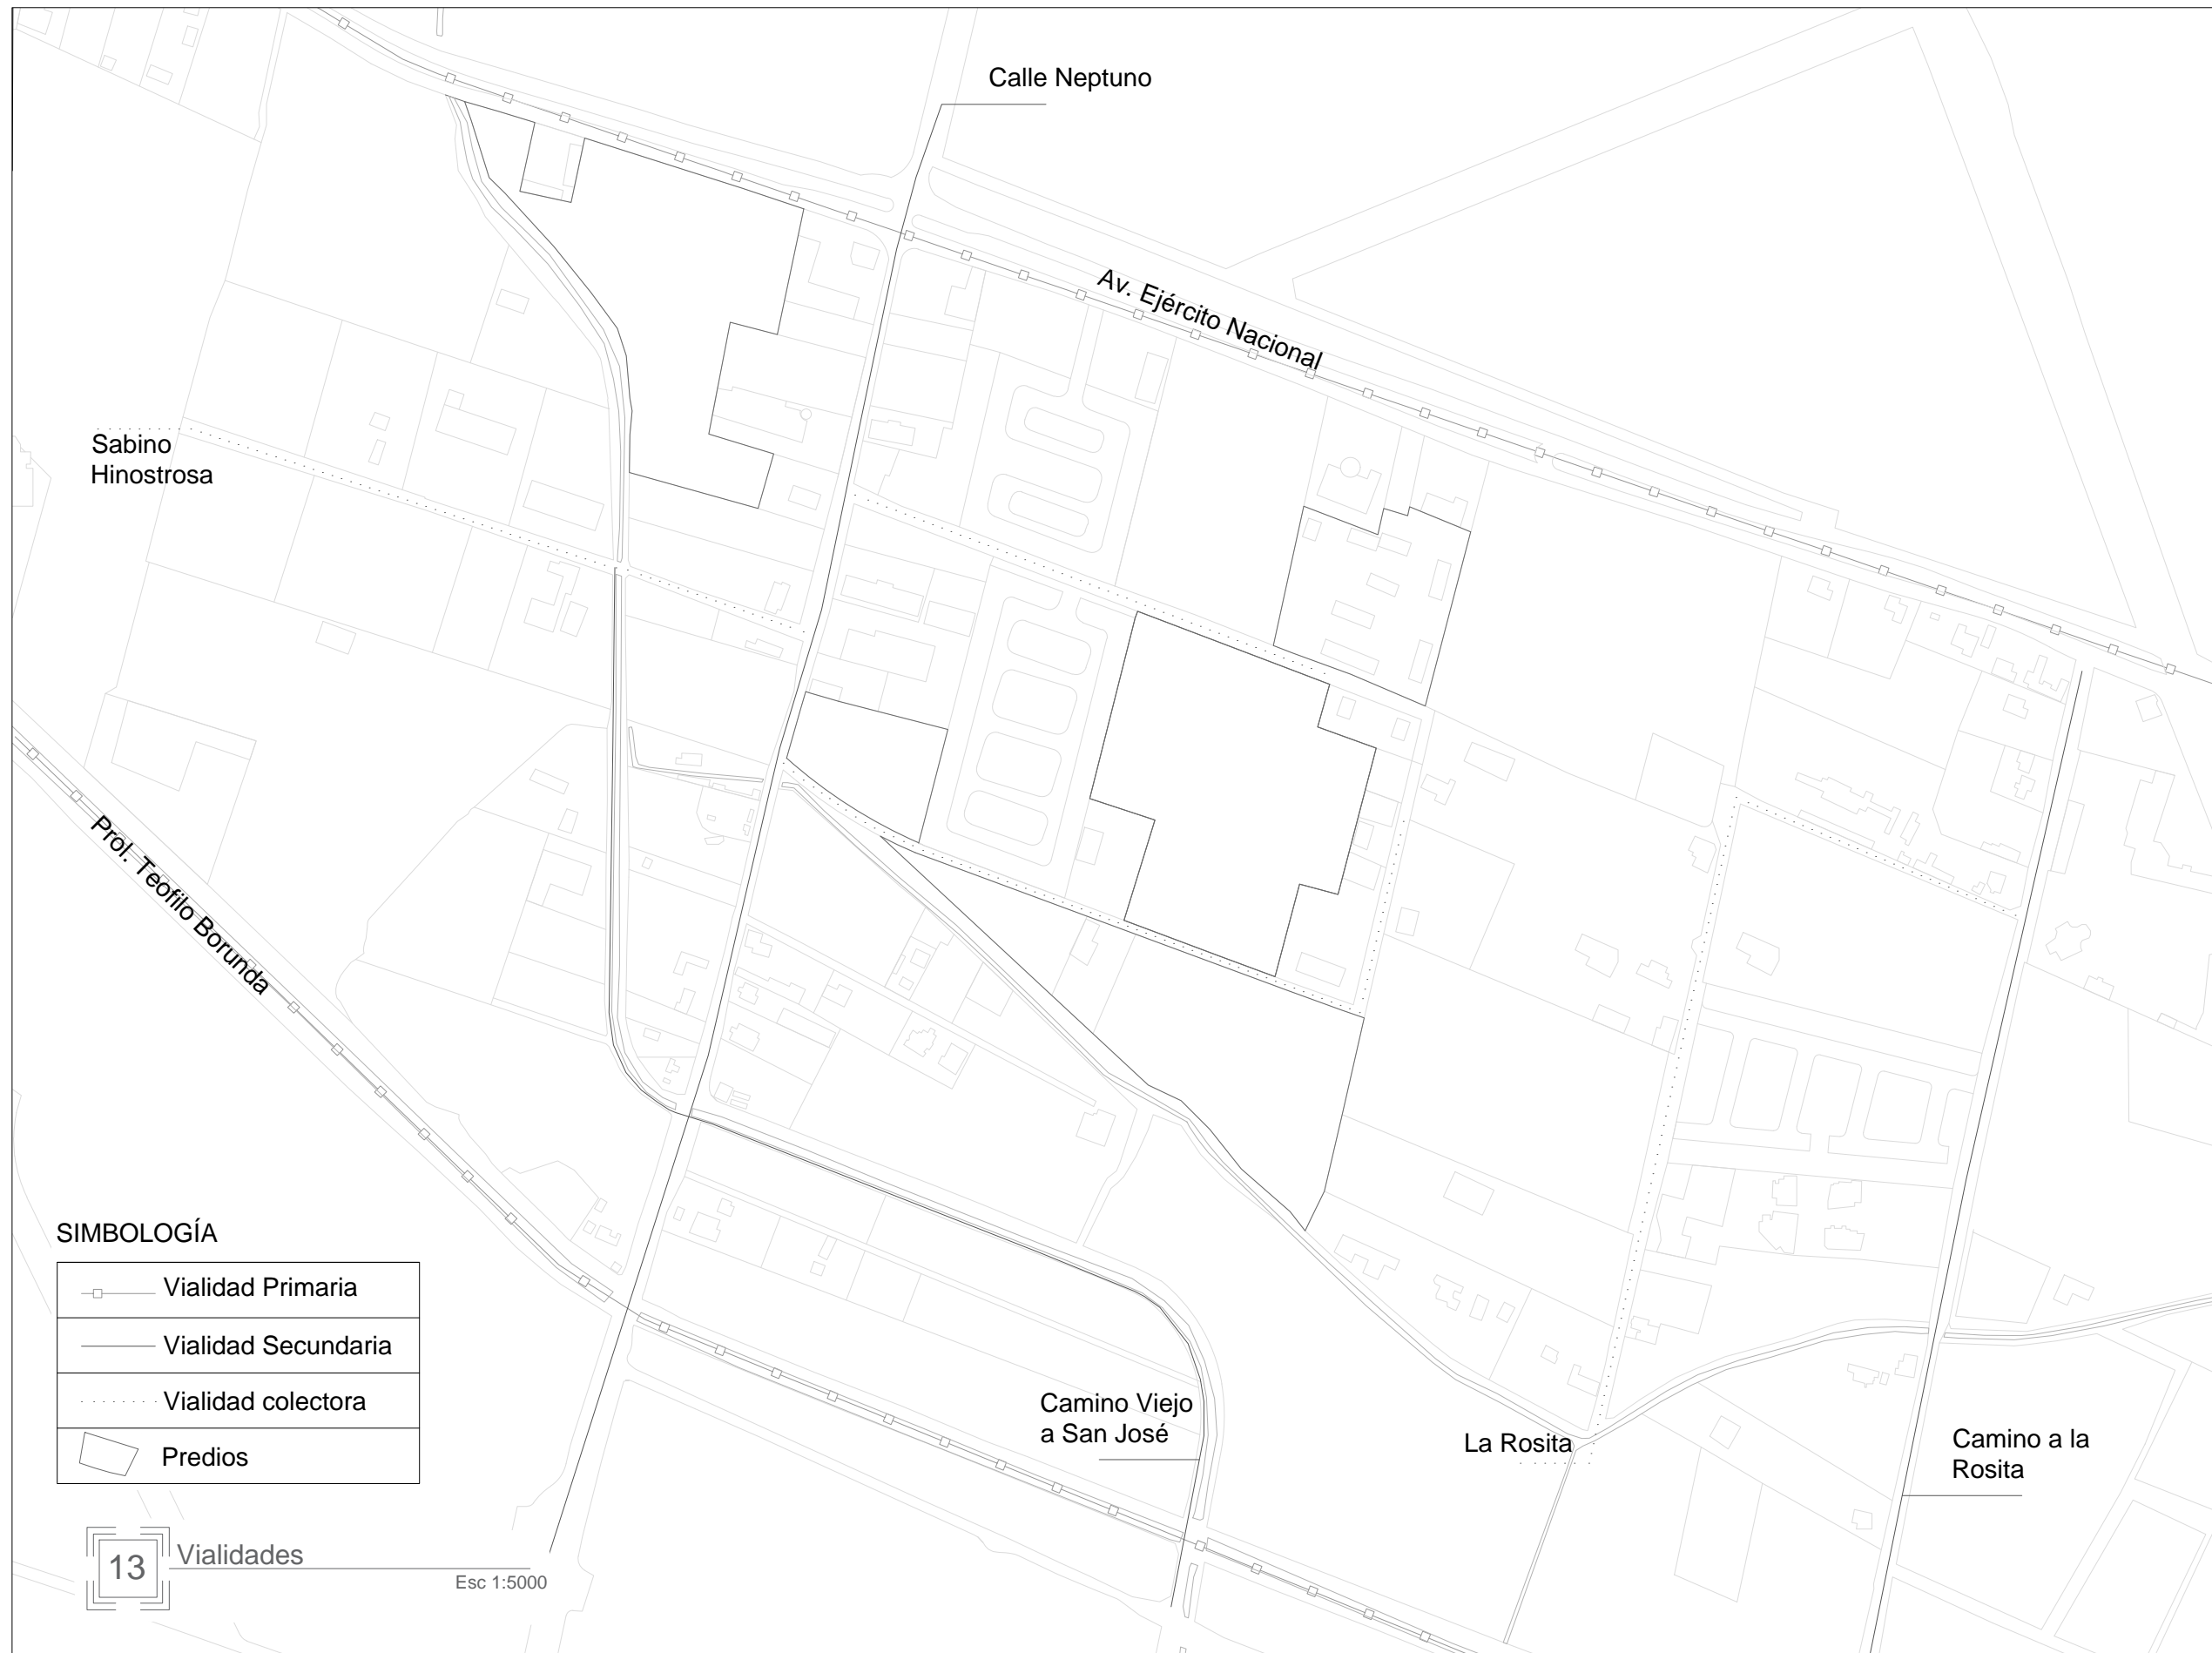 Calle Neptuno
Av. Ejército Nacional
Sabino
Hinostrosa
Prol. Teofilo Borunda
SIMBOLOGÍA
Vialidad Primaria
Vialidad Secundaria
Vialidad colectora
Predios
Camino Viejo
a San José
La Rosita
Camino a la
Rosita
13
Vialidades
Esc 1:5000